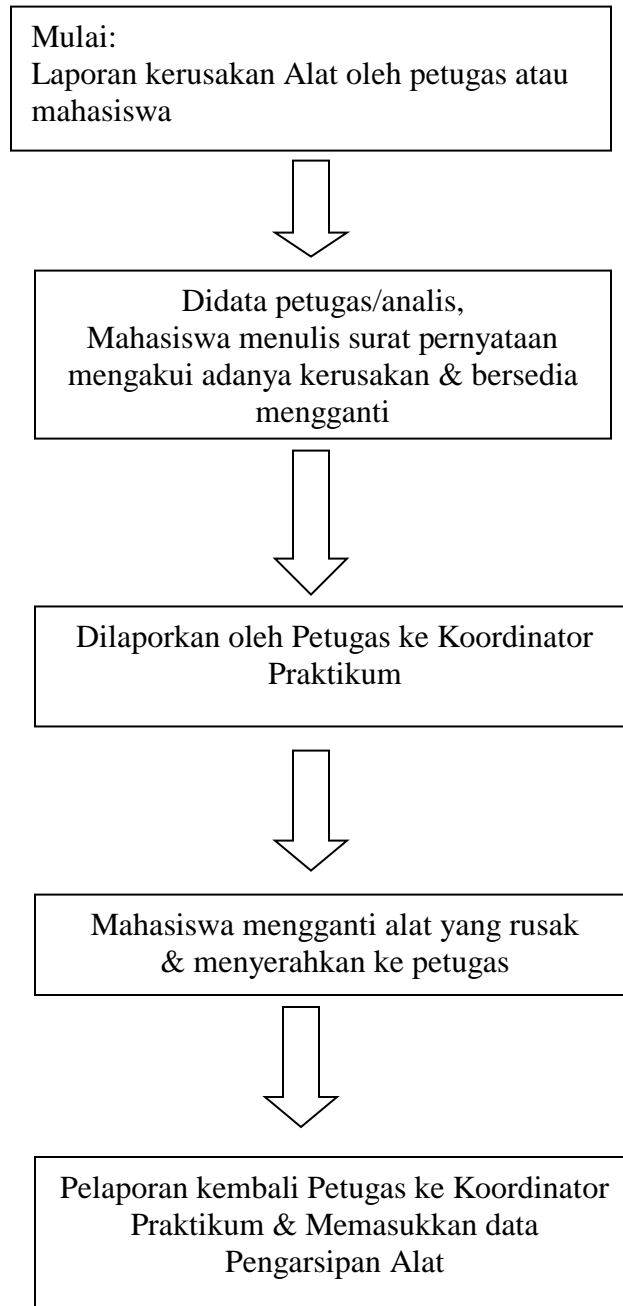 Mulai:
Laporan kerusakan Alat oleh petugas atau
mahasiswa
Didata petugas/analis,
Mahasiswa menulis surat pernyataan
mengakui adanya kerusakan & bersedia
mengganti
Dilaporkan oleh Petugas ke Koordinator
Praktikum
Mahasiswa mengganti alat yang rusak
& menyerahkan ke petugas
Pelaporan kembali Petugas ke Koordinator
Praktikum & Memasukkan data
Pengarsipan Alat